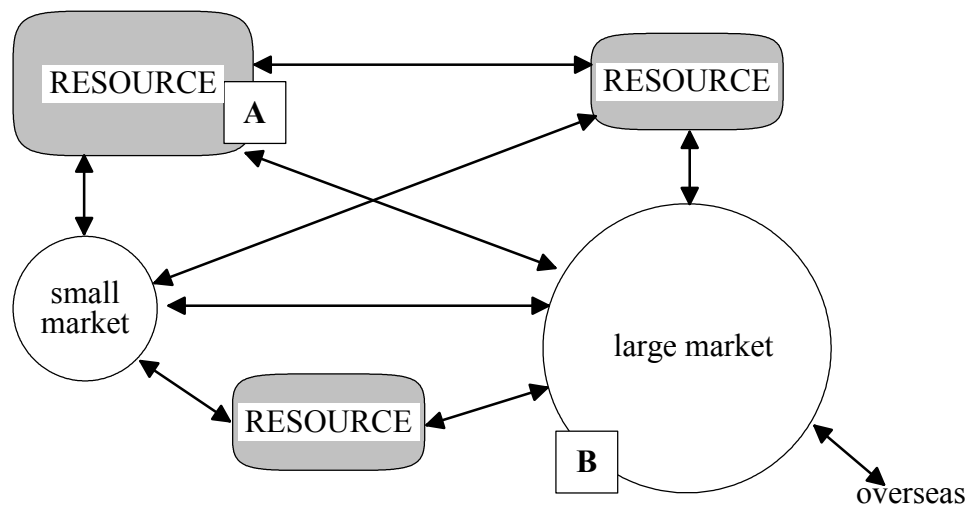 RESOURCE
RESOURCE
A
small
market
large market
RESOURCE
B
overseas